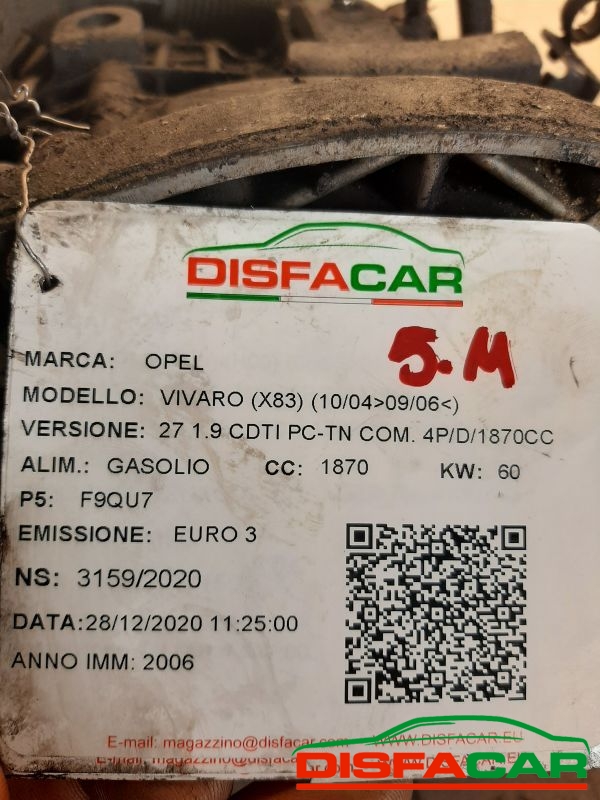 DISFACAR
5.M
MARCA: OPEL
MODELLO: VIVARO (X83) (10/04>09/06<)
VERSIONE: 27 1.9 CDTI PC-TN COM. 4P/D/1870CC
ALIM.: GASOLIO CC: 1870 KW: 60
P5: F9QU7
EMISSIONE: EURO 3
NS: 3159/2020
DATA:28/12/2020 11:25:00
ANNO IMM: 2006
E-mail: magazzino@disfacar.com WWW.DISFACAR.EU
DISFACAR